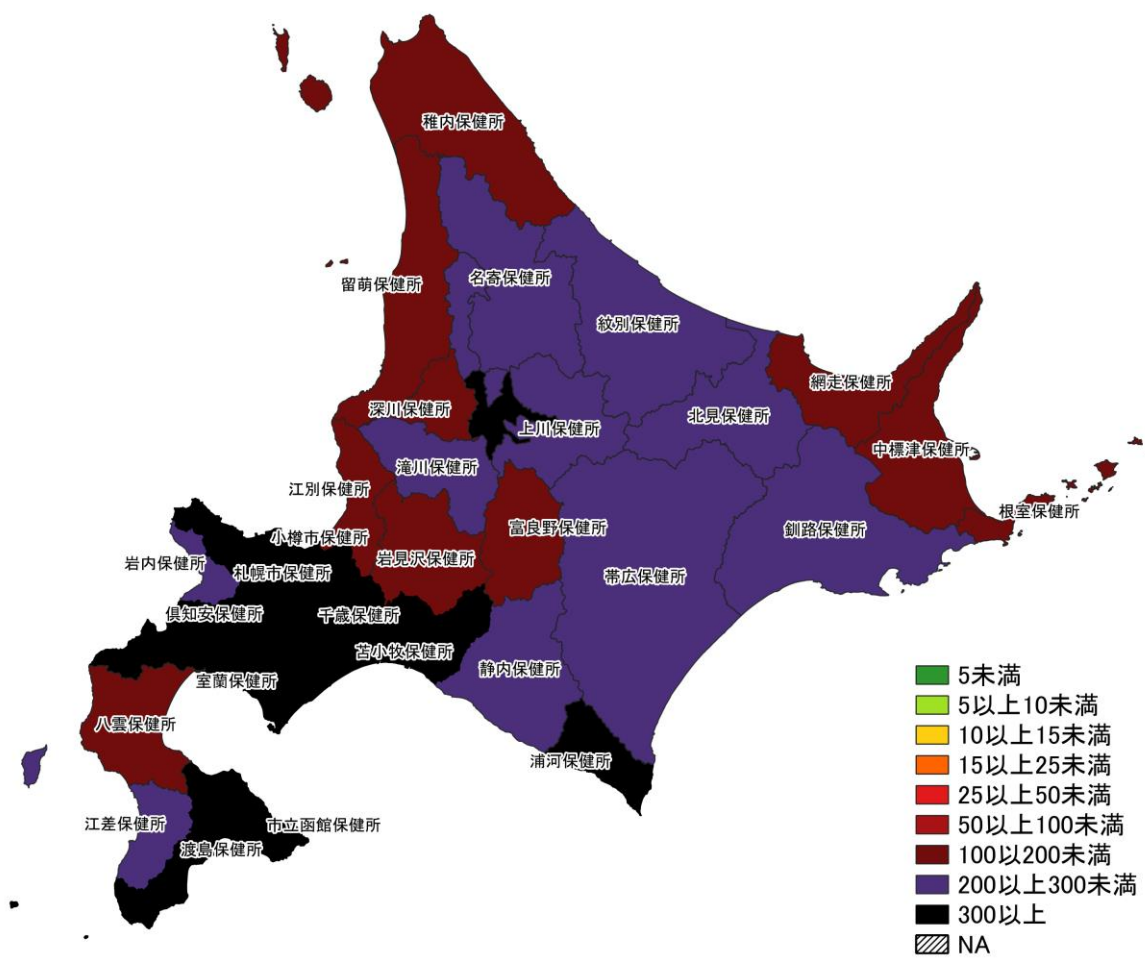 稚内保健所
名寄保健所
留萌保健所
紋別保健所
網走保健所
深川保健所
北見保健所
上川保健所
中標津保健所
滝川保健所
江別保健所
根室保健所
富良野保健所
釧路保健所
小樽市保健所
岩見沢保健所
岩内保健所
札幌市保健所
帯広保健所
倶知安保健所
千歳保健所
苫小牧保健所
静内保健所
室蘭保健所
八雲保健所
浦河保健所
江差保健所
市立函館保健所
渡島保健所
5未満
5以上10未満
10以上15未満
15以上25未満
25以上50未満
50以上100未満
100以200未満
200以上300未満
300以上
NA